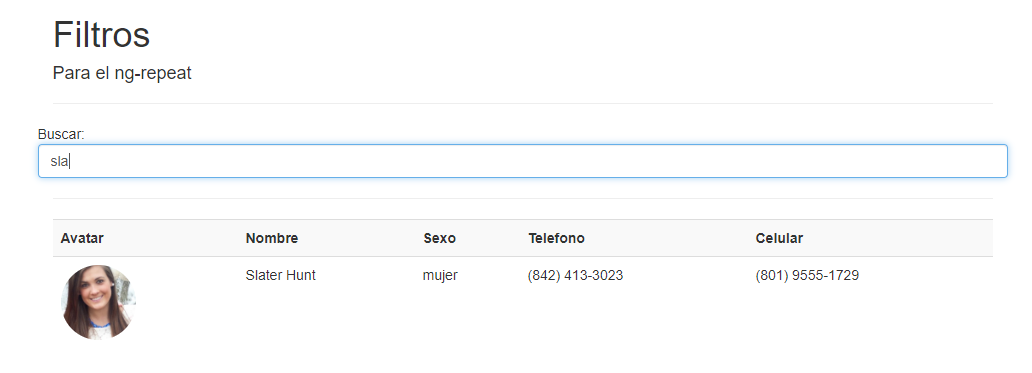 Filtros
Para el ng-repeat
Buscar:
sla
Avatar Nombre Sexo Telefono Celular
Slater Hunt mujer (842) 413-3023 (801) 9555-1729